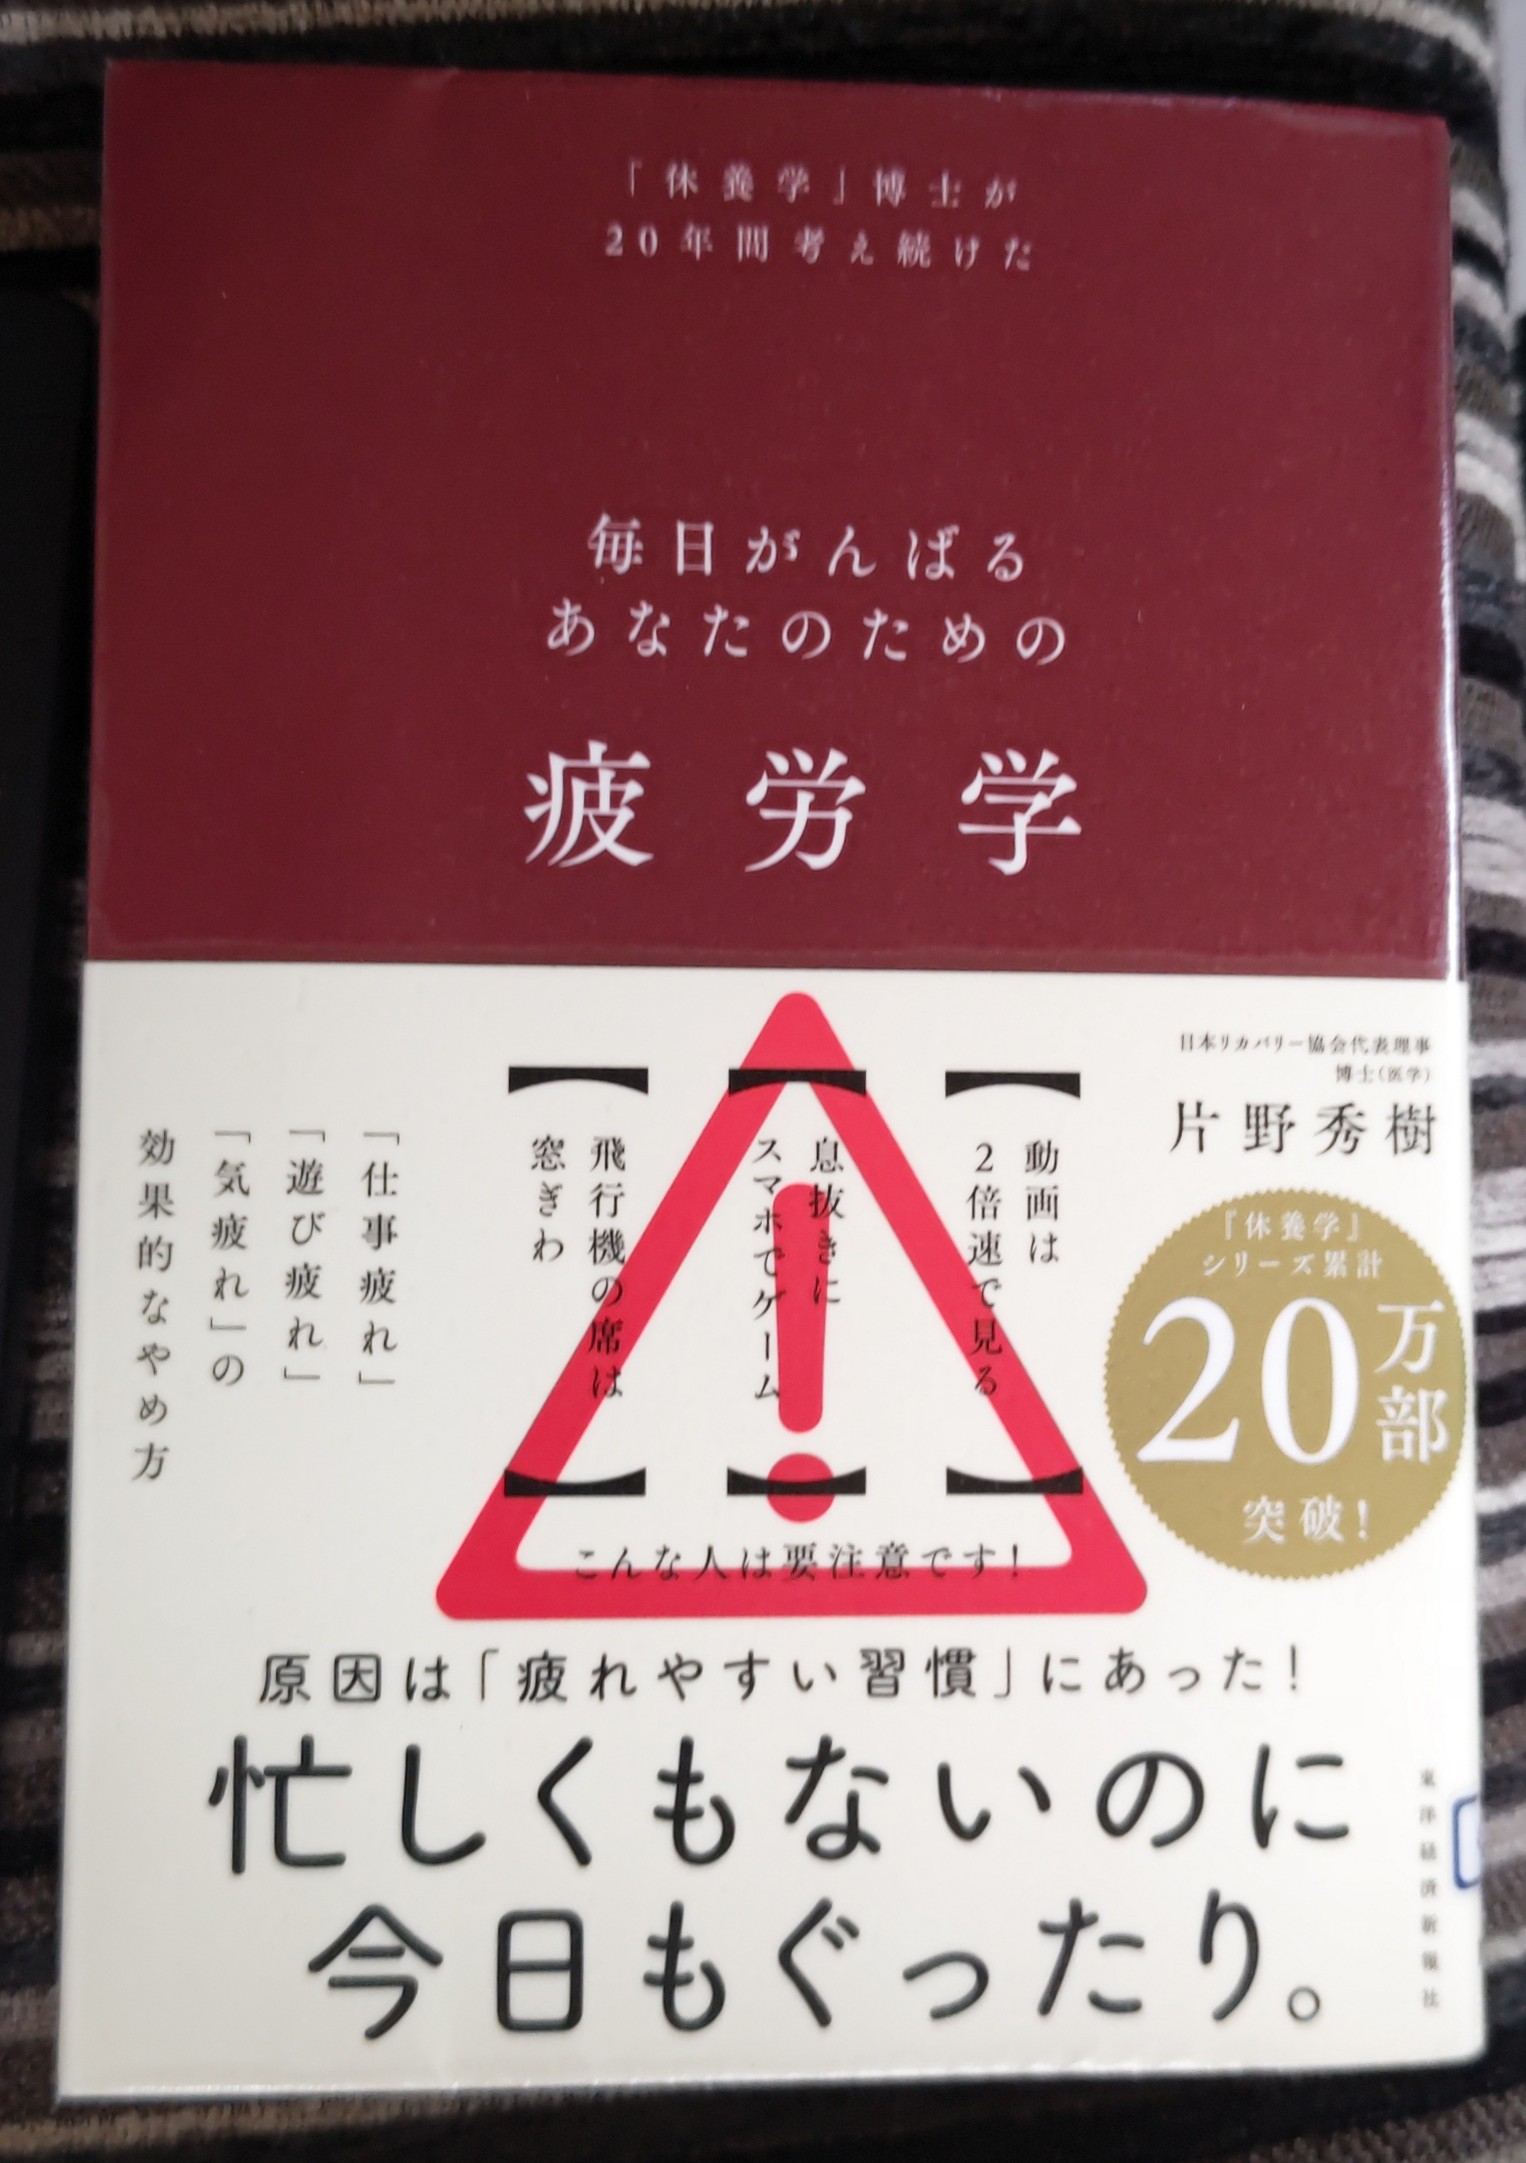 「休養学」博士が
20年間考え続けた
毎日がんばる
あなたのための
疲労学
日本リカバリー協会代表理事
博士(医学)
片野秀樹
『休養学』
シリーズ累計
20万部
突破!
【動画は
2倍速で見る】
【息抜きに
スマホでゲーム】
【飛行機の席は
窓ぎわ】
こんな人は要注意です!
「仕事疲れ」
「遊び疲れ」
「気疲れ」の
効果的なやめ方
原因は「疲れやすい習慣」にあった!
忙しくもないのに
今日もぐったり。
東洋経済新報社